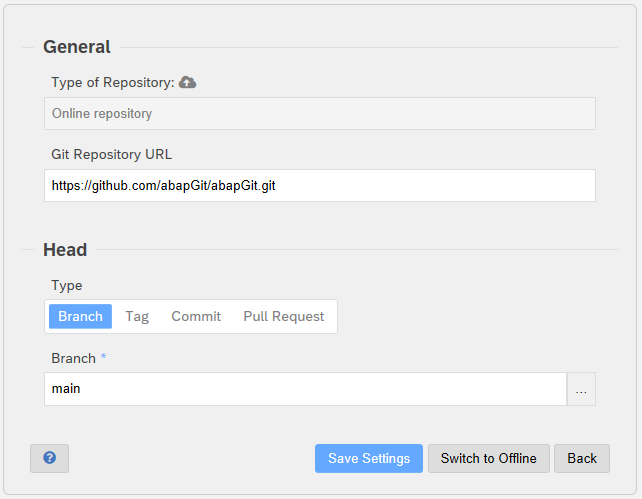 General
Type of Repository:
Online repository
Git Repository URL
https://github.com/abapGit/abapGit.git
Head
Type
Branch Tag Commit Pull Request
Branch *
main ...
? Save Settings Switch to Offline Back